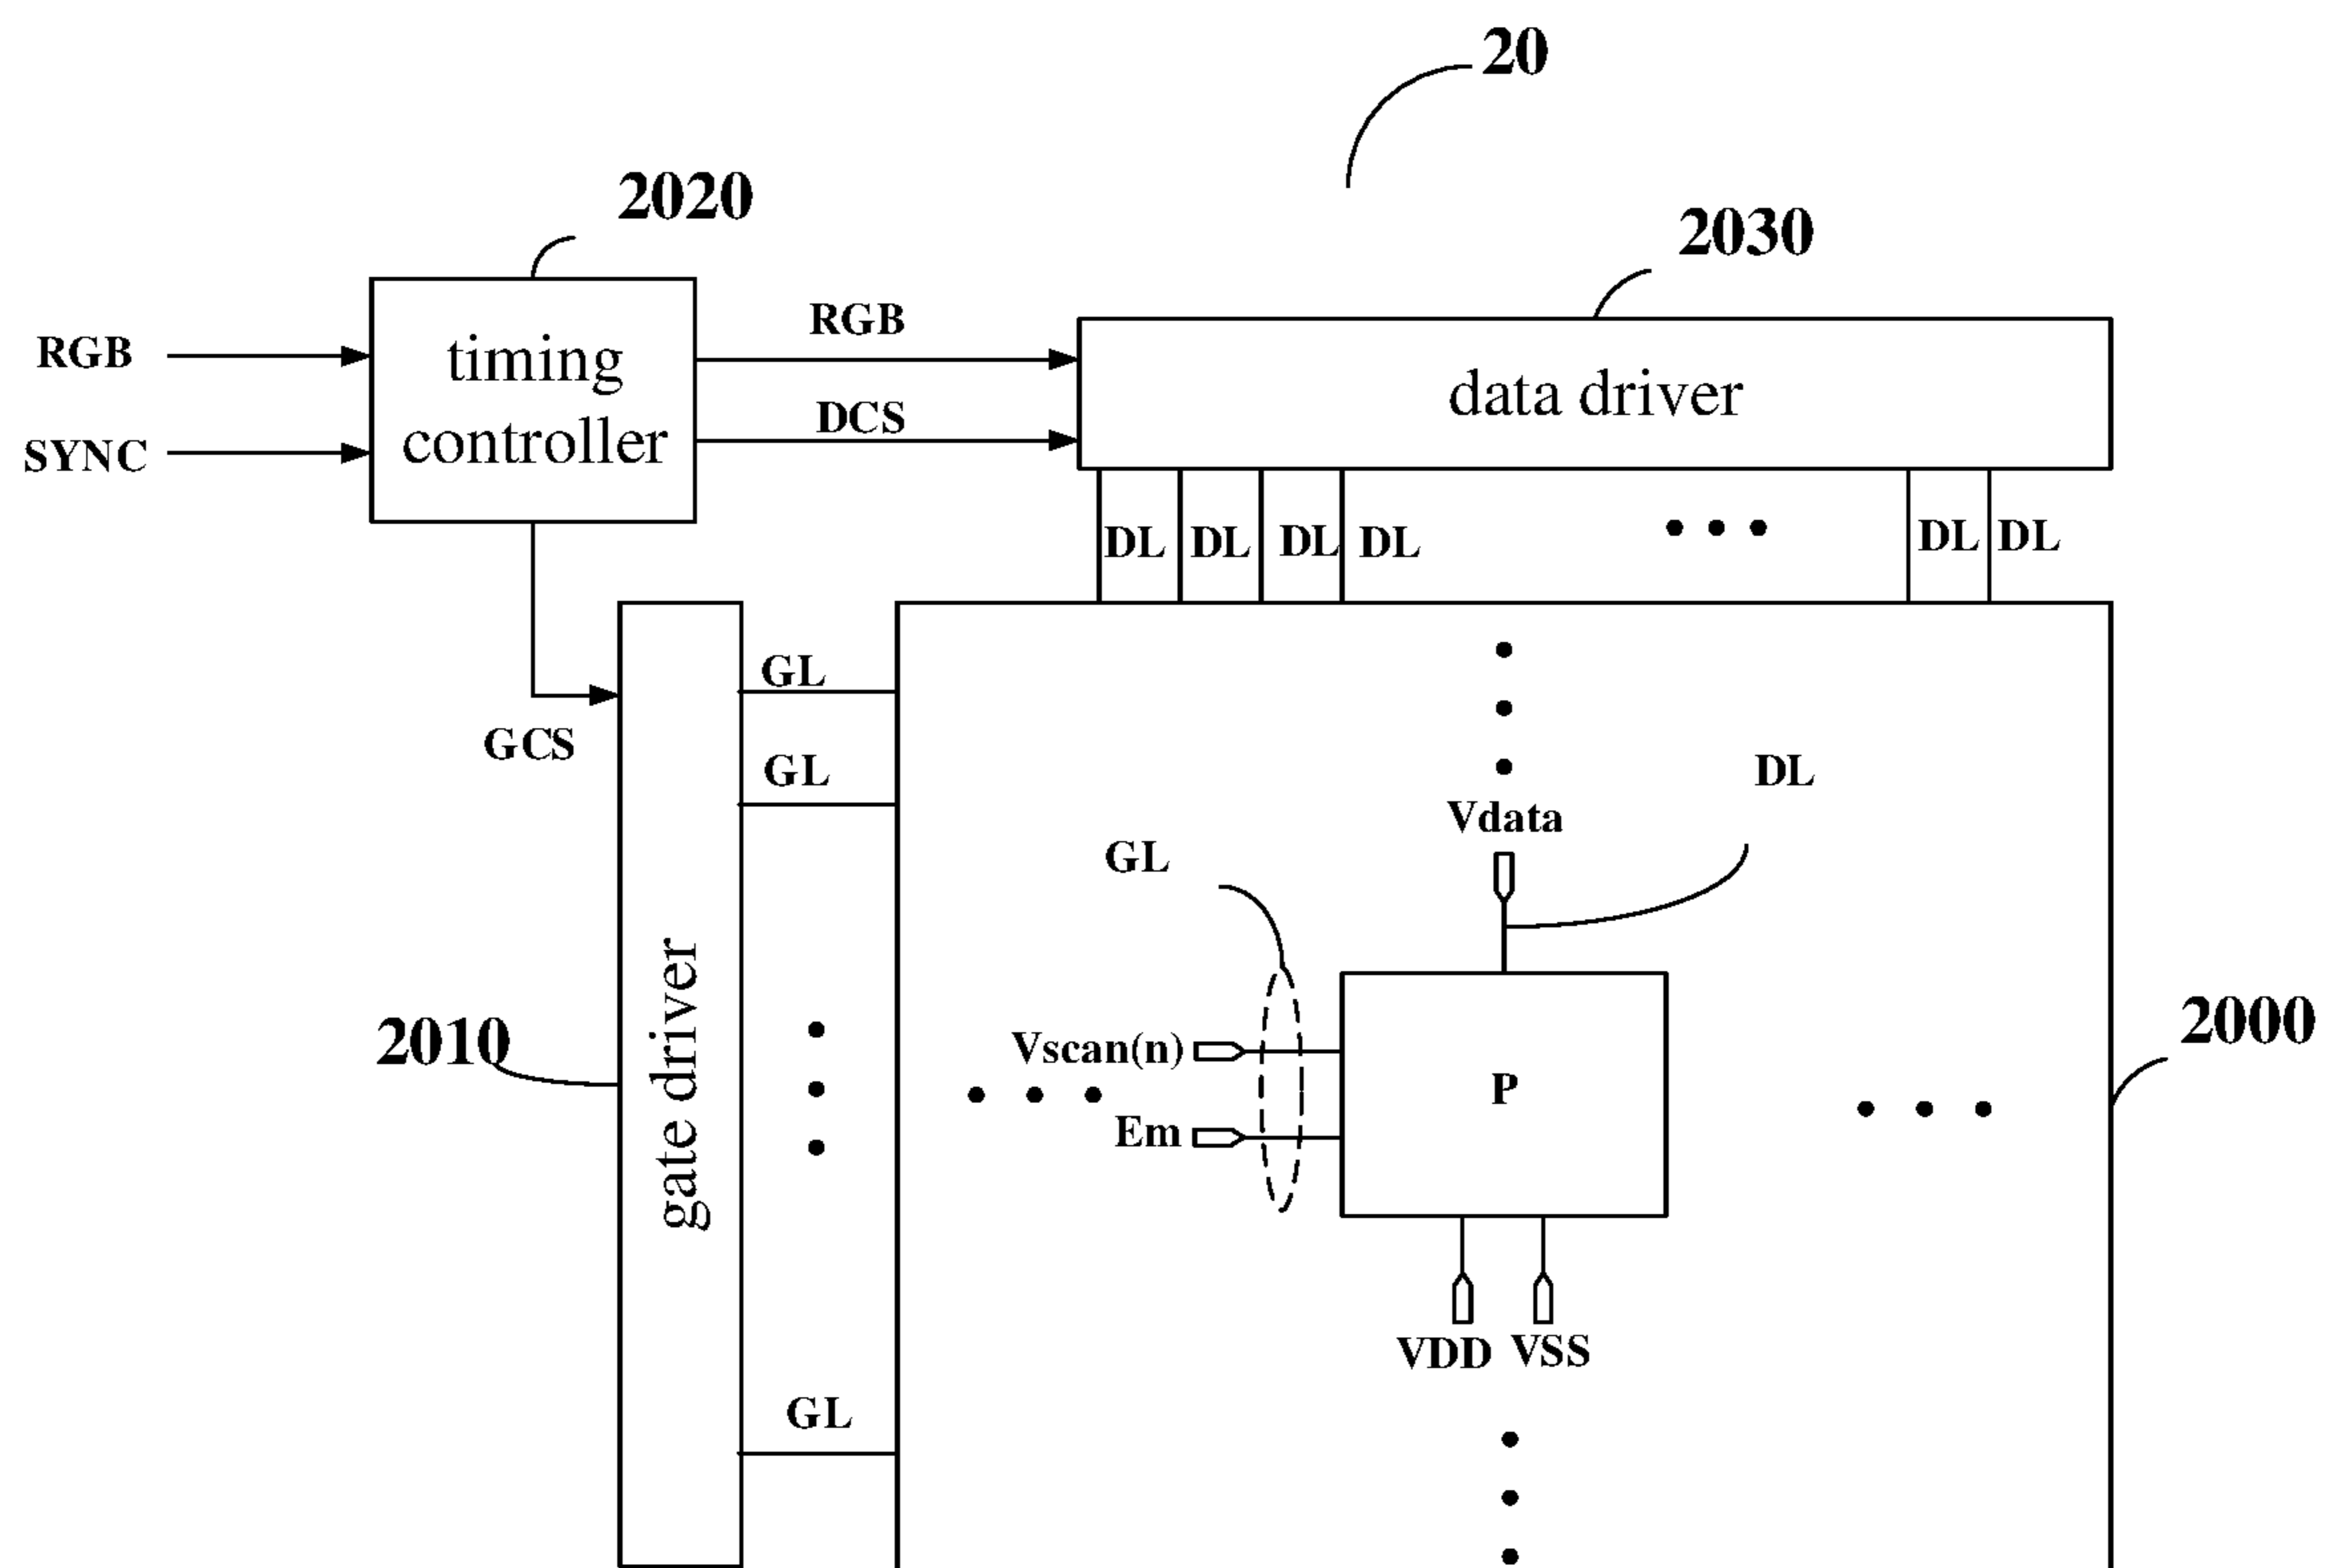 20
2020
2030
RGB
SYNC
timing
controller
RGB
DCS
data driver
DL DL DL DL DL DL
GCS
GL
GL
GL
gate driver
2010
DL
Vdata
GL
Vscan(n)
Em
P
2000
VDD VSS